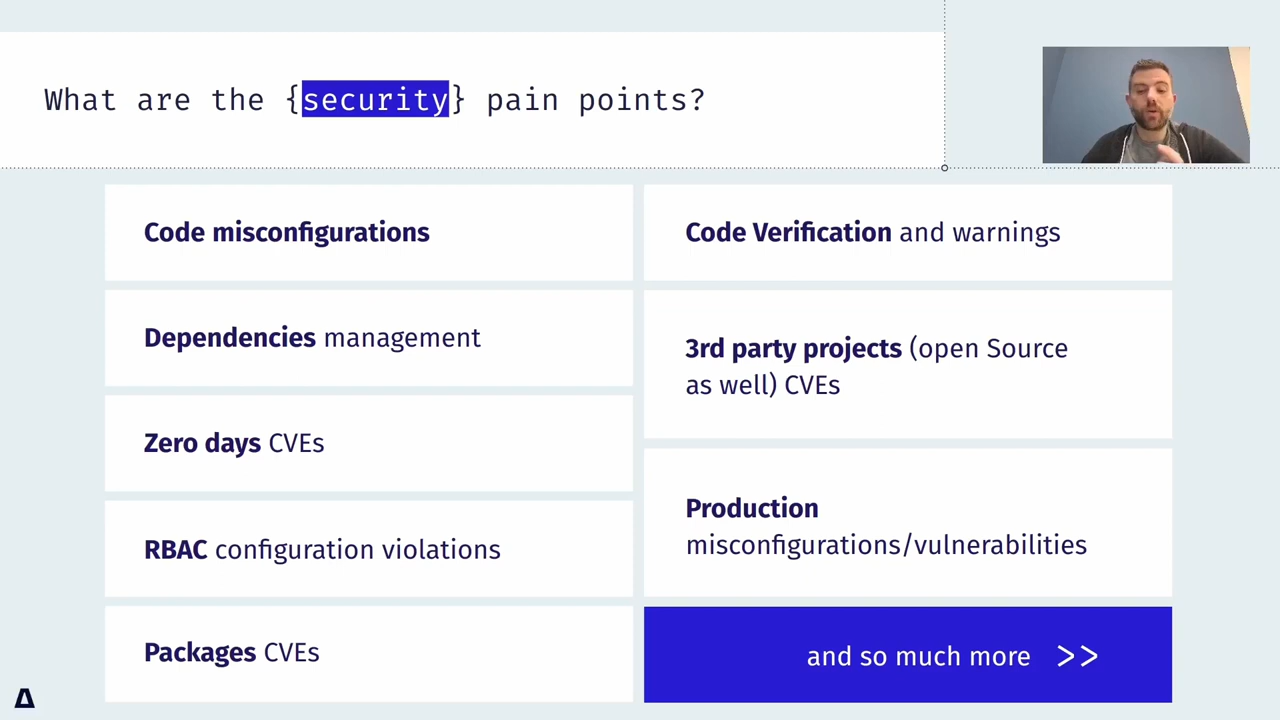 What are the {security} pain points?
Code misconfigurations
Dependencies management
Zero days CVEs
RBAC configuration violations
Packages CVEs
Code Verification and warnings
3rd party projects (open Source
as well) CVEs
Production
misconfigurations/vulnerabilities
and so much more >>